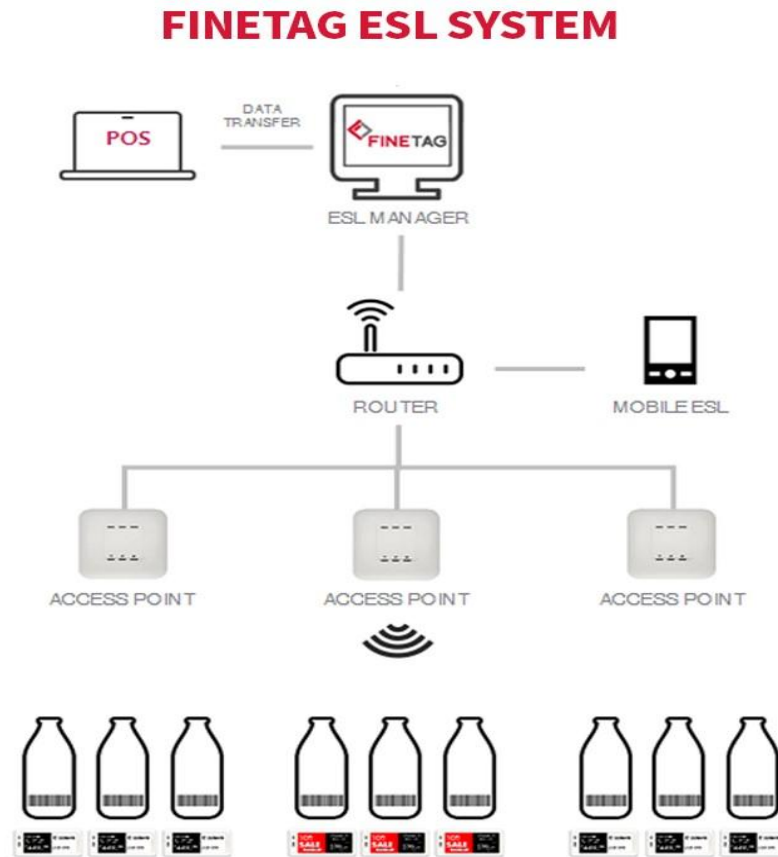 FINETAG ESL SYSTEM
POS
DATA
TRANSFER
FINETAG
ESL MANAGER
ROUTER
MOBILE ESL
ACCESS POINT
ACCESS POINT
ACCESS POINT
SALE
SALE
SALE